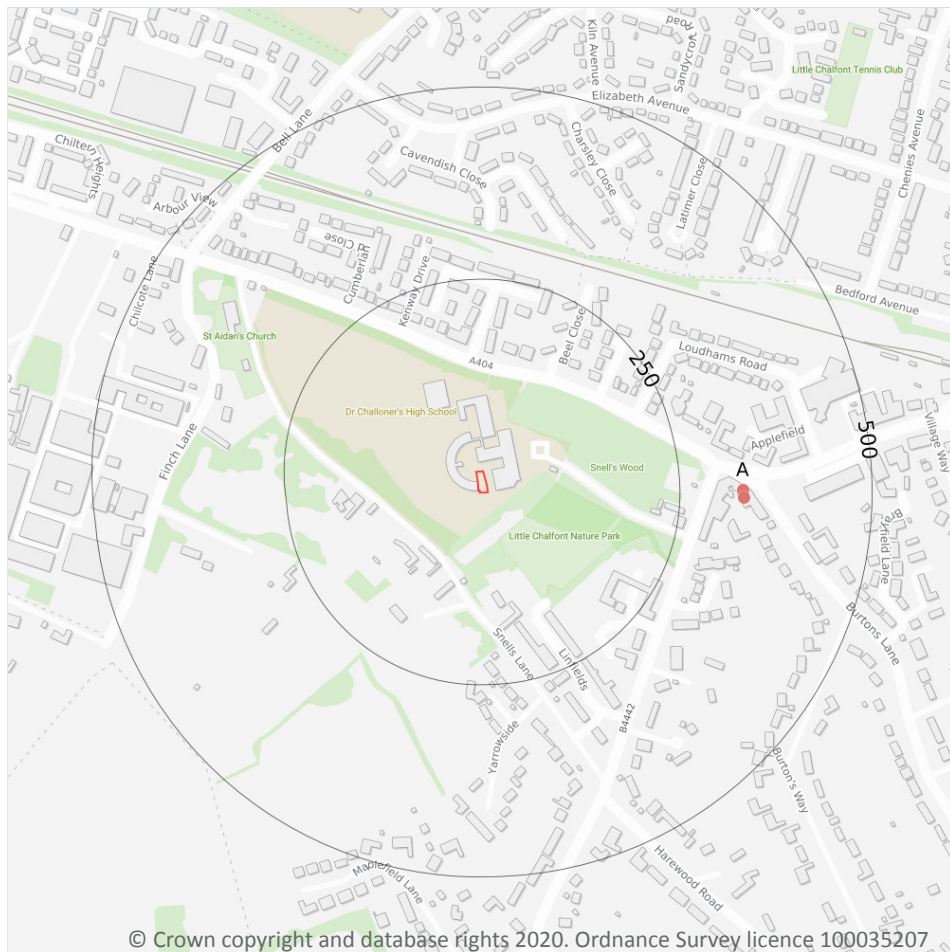 Road
Kiln Avenue
Sandycroft
Little Chalfont Tennis Club
Elizabeth Avenue
Chenies Avenue
Bell Lane
Charsley Close
Chiltern Heights
Cavendish Close
Latimer Close
Arbour View
d Close
Cumberlan
Chilcote Lane
Kenway Drive
Bedford Avenue
St Aidan's Church
Beel Close
Loudhams Road
A404
250
Dr Challoner's High School
Village Way
500
Applefield
Finch Lane
Snell's Wood
A
Little Chalfont Nature Park
Brayfield Lane
Burtons Lane
Snells Lane
Linfields
B4442
Yarrowside
Burton's Way
Maplefield Lane
Harewood Road
© Crown copyright and database rights 2020. Ordnance Survey licence 100035207